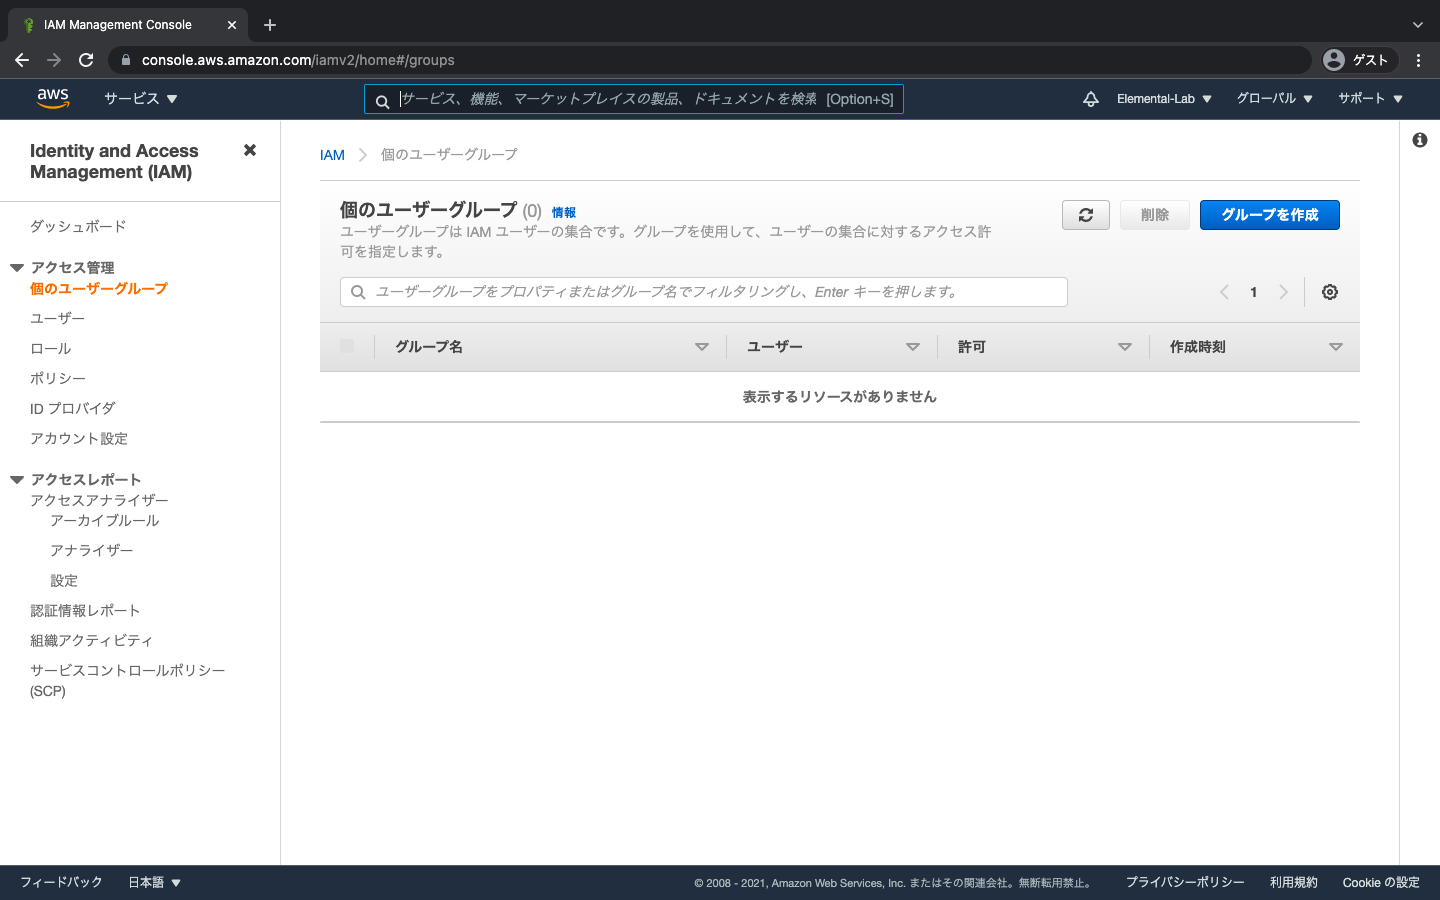 IAM Management Console
console.aws.amazon.com/iamv2/home#/groups
ゲスト
aws
サービス
サービス、機能、マーケットプレイスの製品、ドキュメントを検索 [Option+S]
Elemental-Lab
グローバル
サポート
Identity and Access
Management (IAM)
ダッシュボード
アクセス管理
個のユーザーグループ
ユーザー
ロール
ポリシー
ID プロバイダ
アカウント設定
アクセスレポート
アクセスアナライザー
アーカイブルール
アナライザー
設定
認証情報レポート
組織アクティビティ
サービスコントロールポリシー
(SCP)
IAM
個のユーザーグループ
個のユーザーグループ (0) 情報
ユーザーグループは IAM ユーザーの集合です。グループを使用して、ユーザーの集合に対するアクセス許
可を指定します。
削除
グループを作成
ユーザーグループをプロパティまたはグループ名でフィルタリングし、Enter キーを押します。
1
グループ名
ユーザー
許可
作成時刻
表示するリソースがありません
フィードバック
日本語
© 2008 - 2021, Amazon Web Services, Inc. またはその関連会社。無断転用禁止。
プライバシーポリシー
利用規約
Cookie の設定